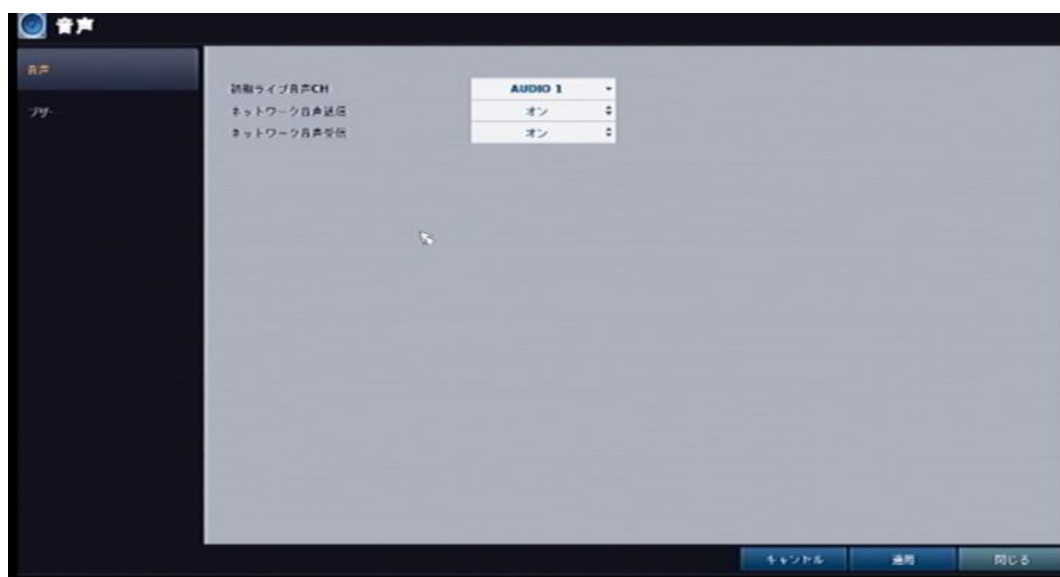 音声
音声
ブザー
初期ライブ音声CH AUDIO 1
ネットワーク音声送信 オン
ネットワーク音声受信 オン
キャンセル 適用 閉じる